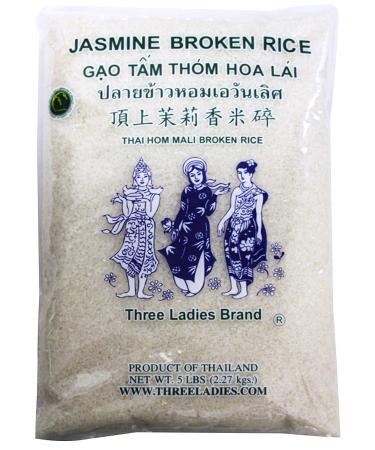 JASMINE BROKEN RICE
GẠO TẤM THÓM HOA LÁI
ปลายข้าวหอมเอวันเลิศ
頂上茉莉香米碎
THAI HOM MALI BROKEN RICE
Three Ladies Brand ®
PRODUCT OF THAILAND
NET WT. 5 LBS (2.27 kgs.)
WWW.THREELADIES.COM